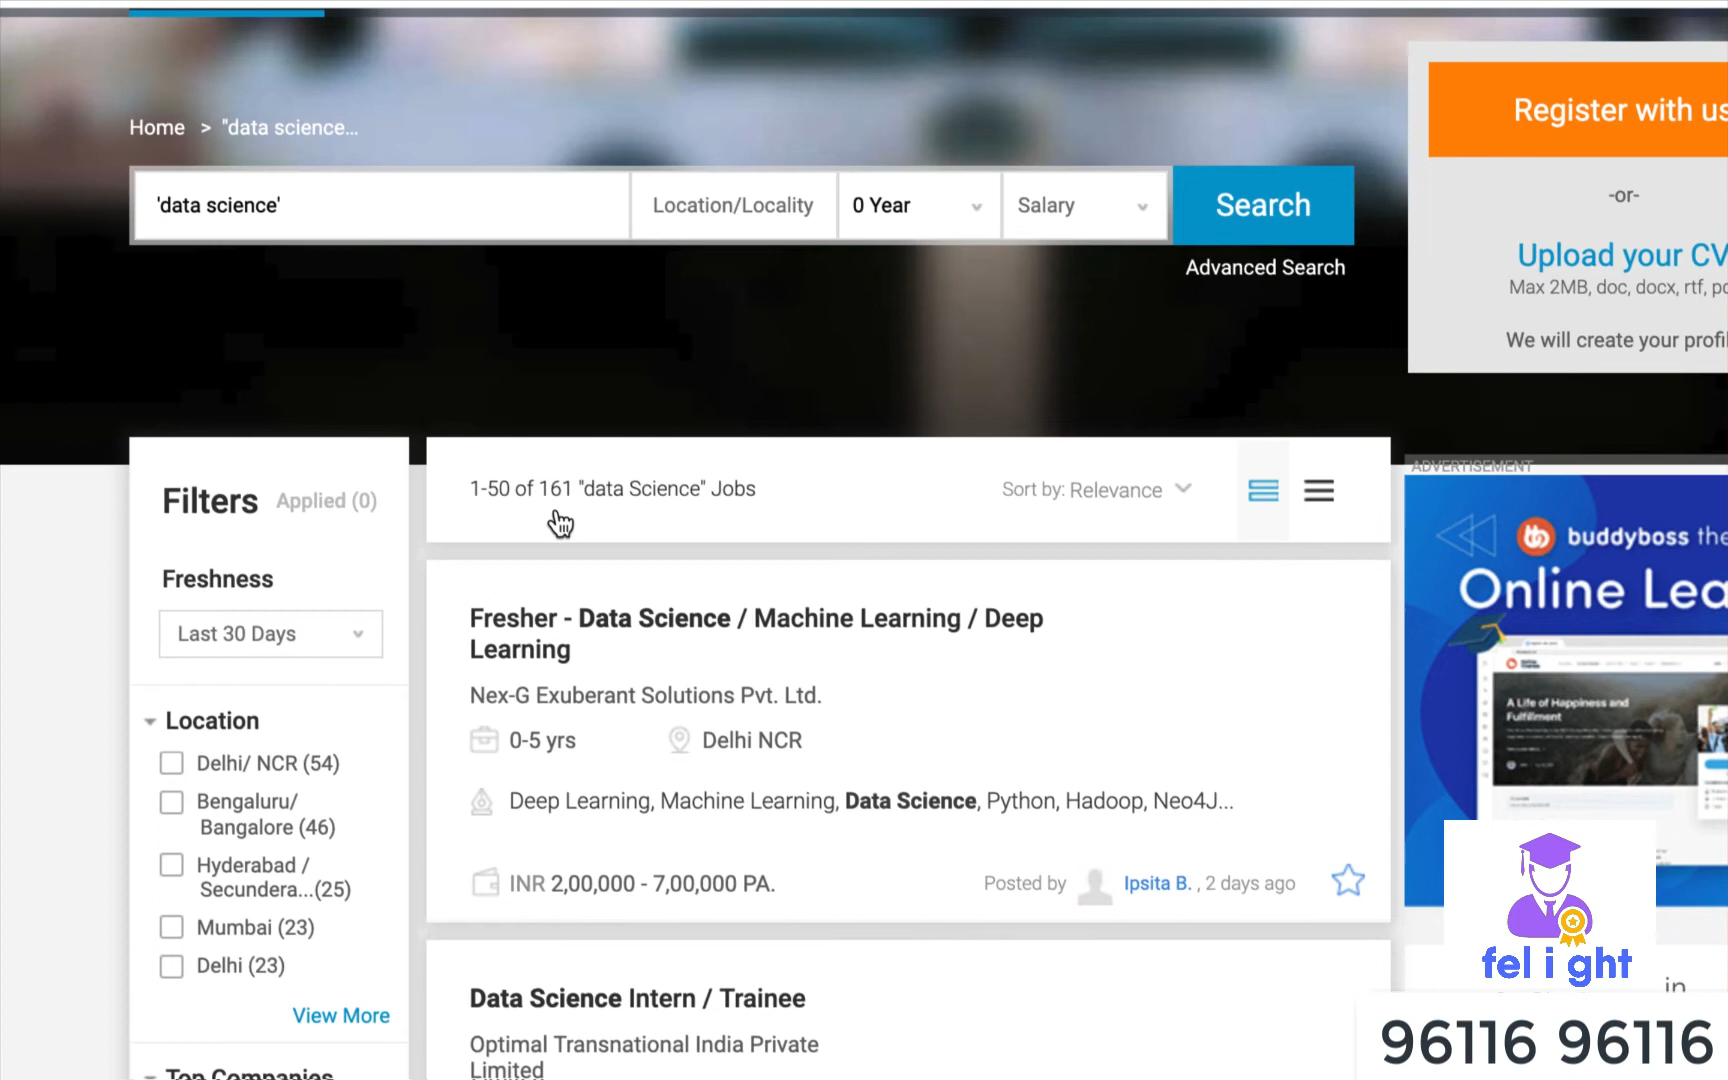 Home > "data science...
'data science'
Location/Locality
0 Year
Salary
Search
Advanced Search
Register with us
-or-
Upload your CV
Max 2MB, doc, docx, rtf,
We will create your
Filters Applied (0)
Freshness
Last 30 Days
Location
Delhi/ NCR (54)
Bengaluru/
Bangalore (46)
Hyderabad /
Secundera...(25)
Mumbai (23)
Delhi (23)
View More
Top Companies
1-50 of 161 "data Science" Jobs
Sort by: Relevance
Fresher - Data Science / Machine Learning / Deep
Learning
Nex-G Exuberant Solutions Pvt. Ltd.
0-5 yrs
Delhi NCR
Deep Learning, Machine Learning, Data Science, Python, Hadoop, Neo4J...
INR 2,00,000 - 7,00,000 PA.
Posted by Ipsita B. , 2 days ago
Data Science Intern / Trainee
Optimal Transnational India Private
Limited
ADVERTISEMENT
buddyboss
Online
A Life of Happiness and
Fulfillment
fel i ght
in
96116 96116